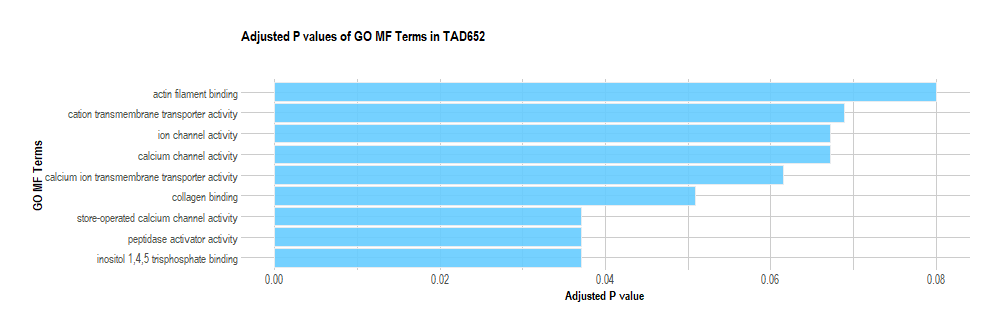 Adjusted P values of GO MF Terms in TAD652
GO MF Terms
actin filament binding
cation transmembrane transporter activity
ion channel activity
calcium channel activity
calcium ion transmembrane transporter activity
collagen binding
store-operated calcium channel activity
peptidase activator activity
inositol 1,4,5 trisphosphate binding
0.00 0.02 0.04 0.06 0.08
Adjusted P value